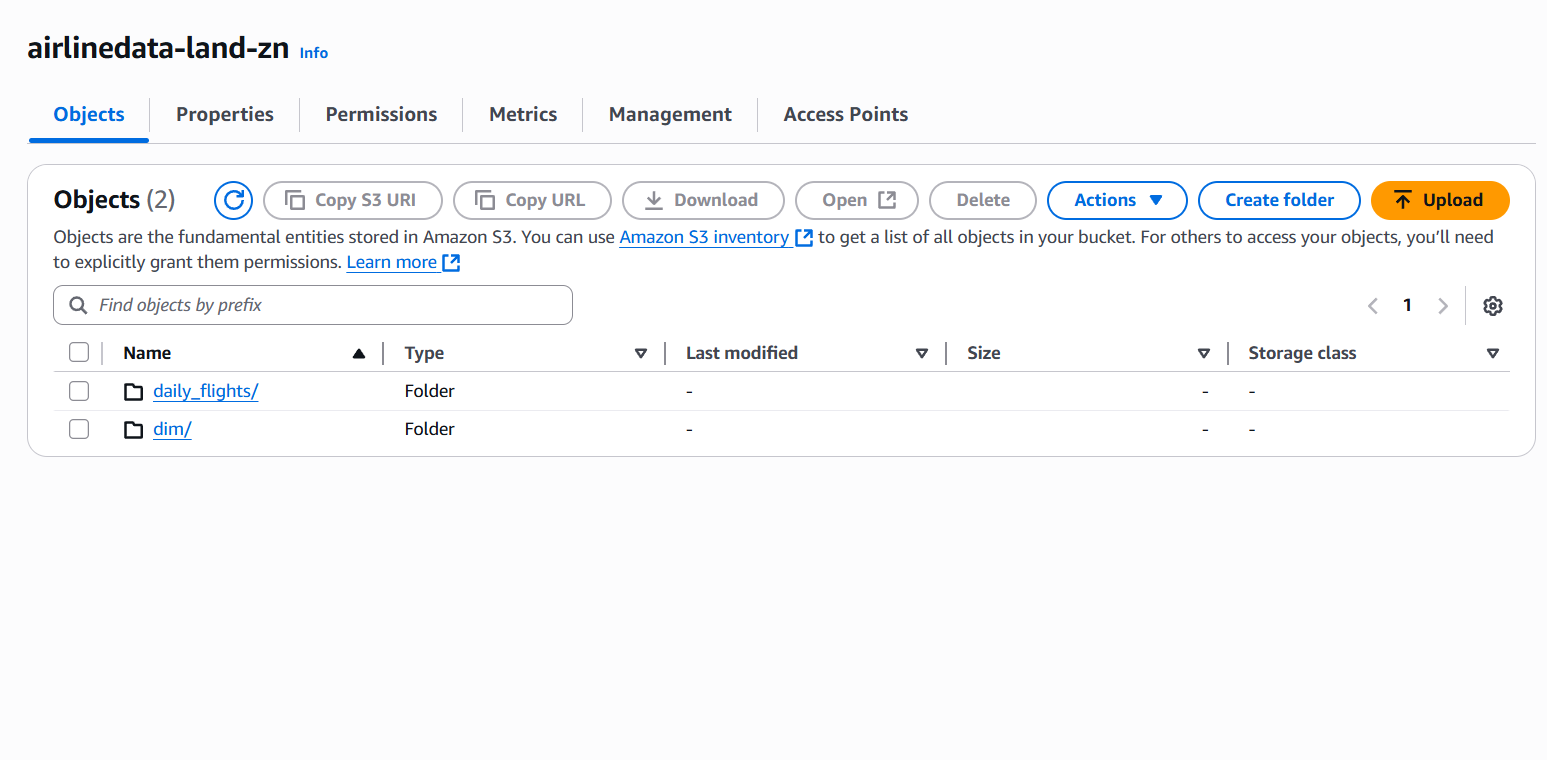 airlinedata-land-zn Info
Objects Properties Permissions Metrics Management Access Points
Objects (2) Copy S3 URI Copy URL Download Open Delete Actions Create folder Upload
Objects are the fundamental entities stored in Amazon S3. You can use Amazon S3 inventory to get a list of all objects in your bucket. For others to access your objects, you’ll need
to explicitly grant them permissions. Learn more
Find objects by prefix 1
Name Type Last modified Size Storage class
daily_flights/ Folder - - -
dim/ Folder - - -